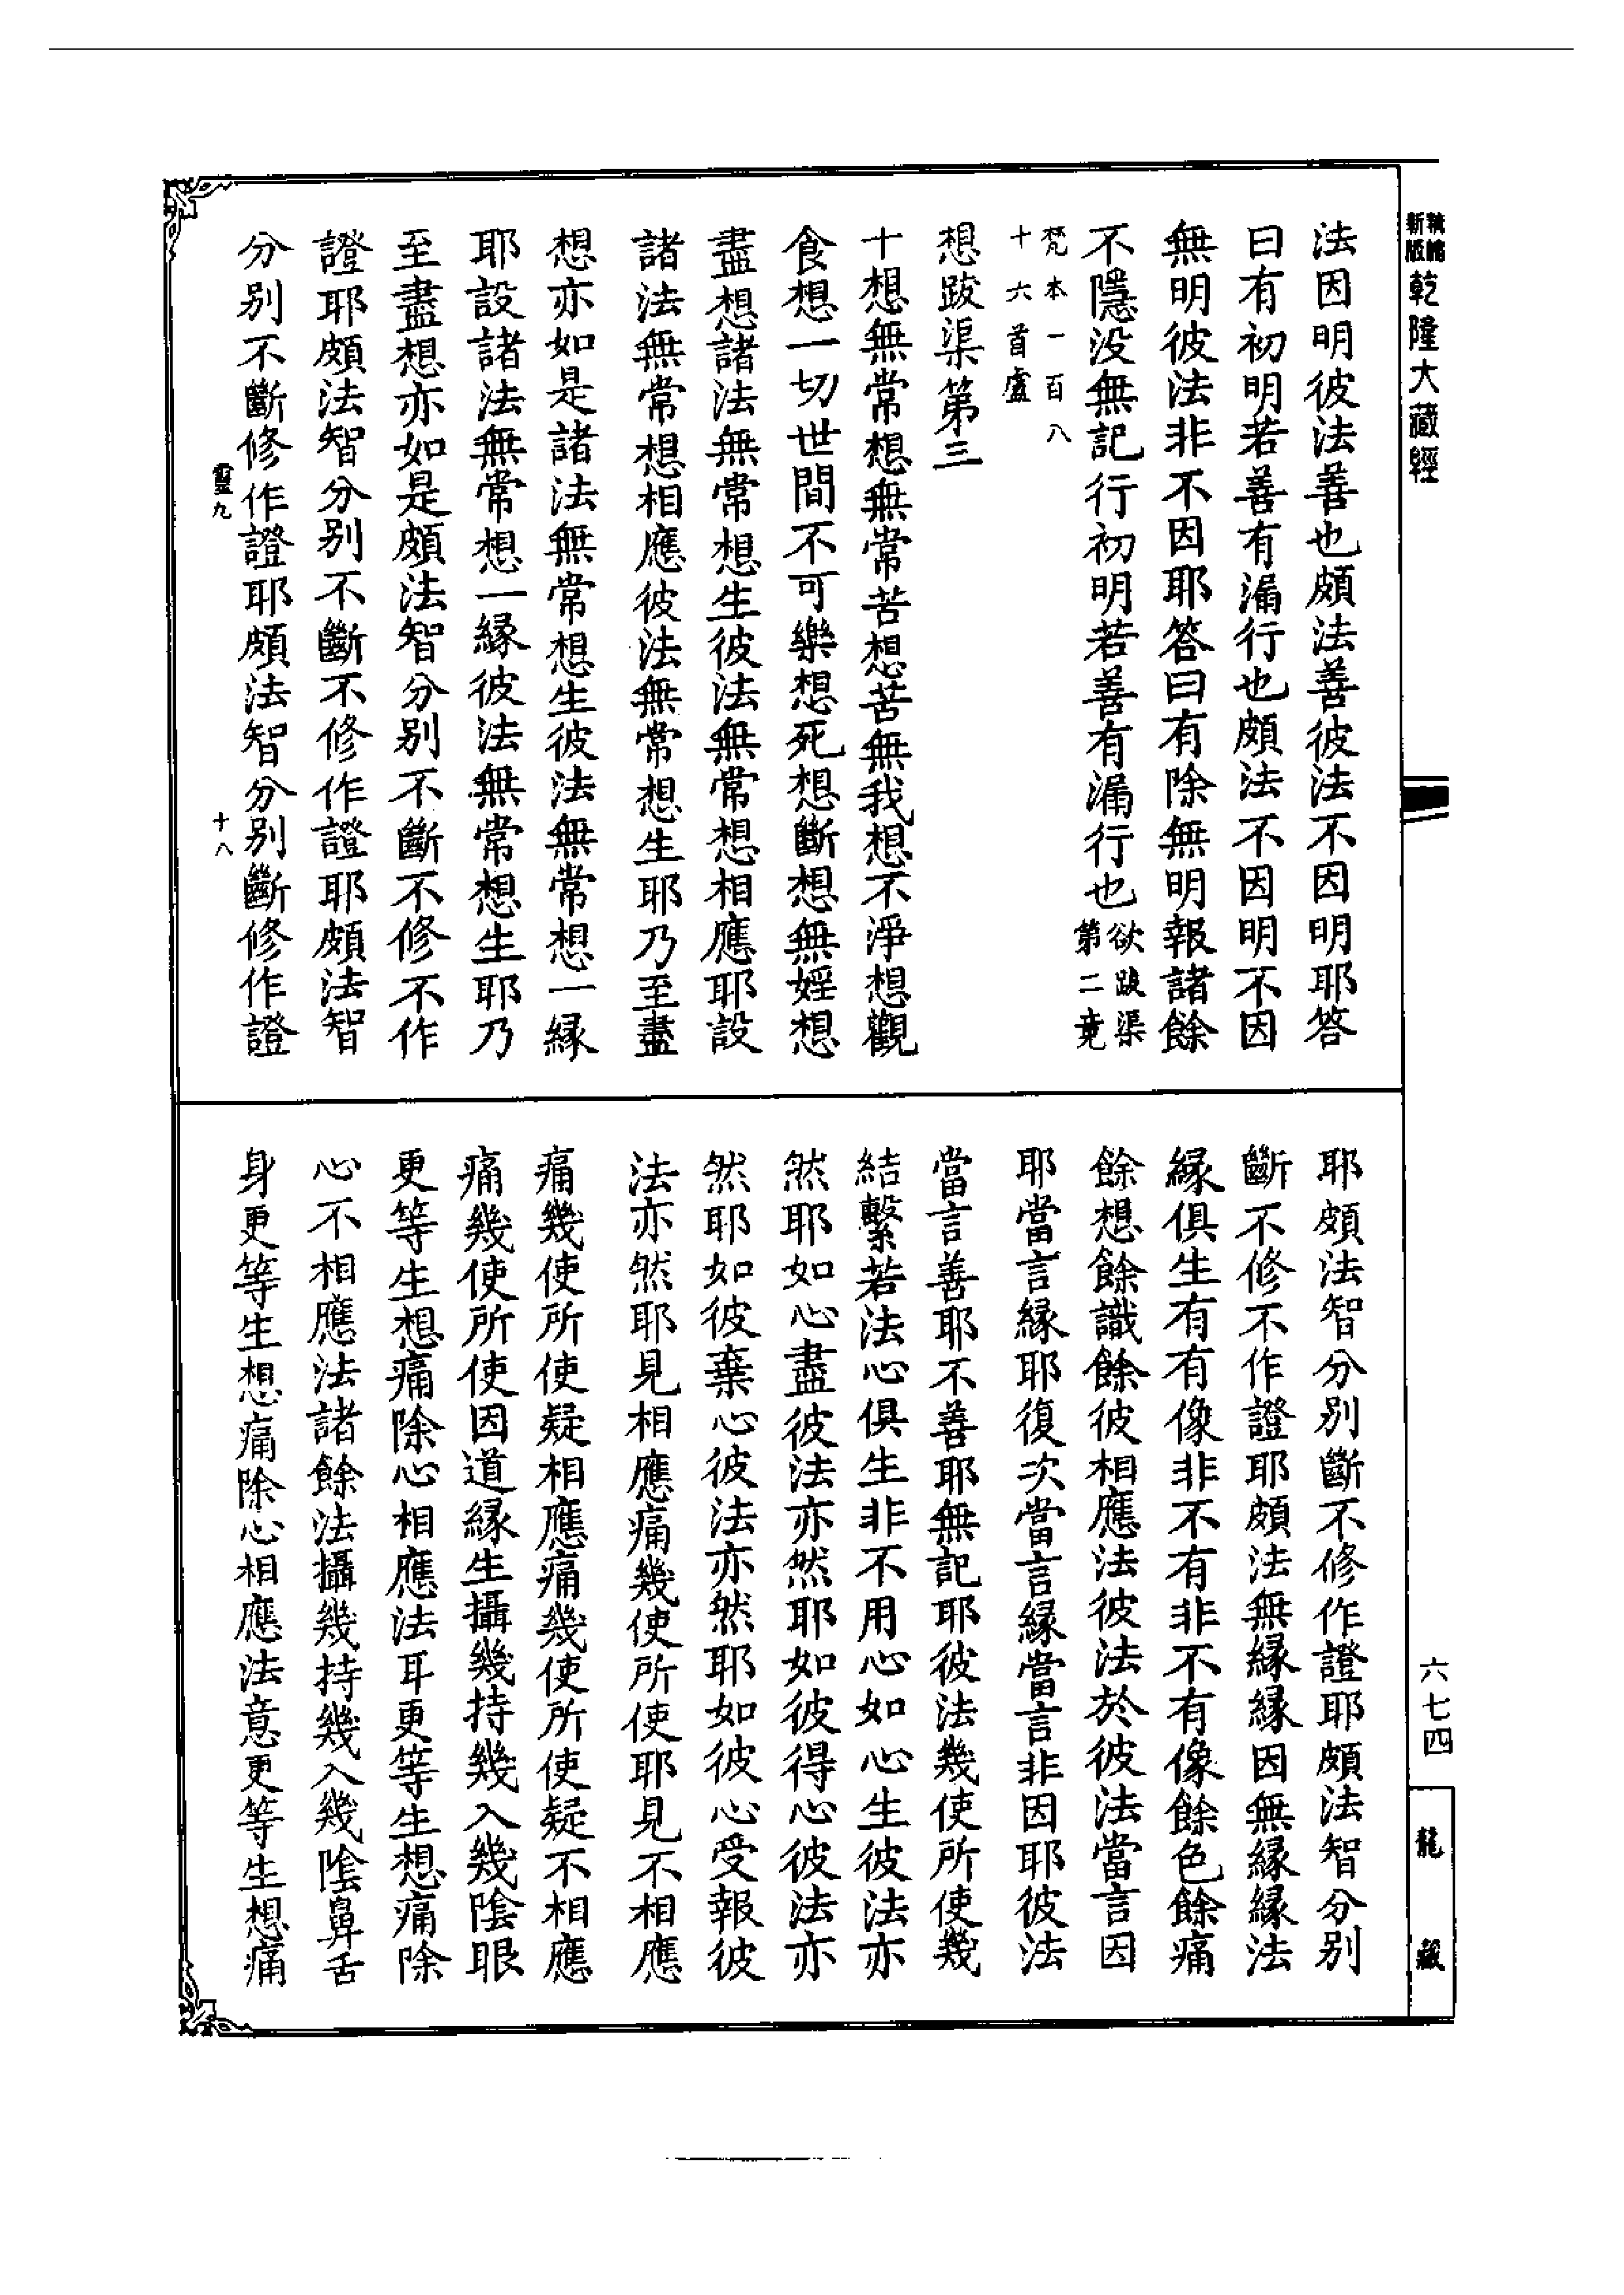 新版
精縮
乾隆大藏經
法因明彼法善也頗法善彼法不因明耶答
曰有初明若善有漏行也頗法不因明不因
無明彼法非不因耶答曰有除無明報諸餘
不隱没無記行初明若善有漏行也欲跋渠
第二竟
梵本一百八
十六首盧
想跋渠第三
十想無常想無常苦想苦無我想不淨想觀
食想一切世間不可樂想死想斷想無婬想
盡想諸法無常想生彼法無常想相應耶設
諸法無常想相應彼法無常想生耶乃至盡
想亦如是諸法無常想生彼法無常想一緣
耶設諸法無常想一緣彼法無常想生耶乃
至盡想亦如是頗法智分別不斷不修不作
證耶頗法智分別不斷不修作證耶頗法智
分別不斷修作證耶頗法智分別斷修作證
靈九
十八
耶頗法智分別斷不修作證耶頗法智分別
斷不修不作證耶頗法無緣緣因無緣緣法
緣俱生有有像非不有非不有像餘色餘痛
餘想餘識餘彼相應法彼法於彼法當言因
耶當言緣耶復次當言緣當言非因耶彼法
當言善耶不善耶無記耶彼法幾使所使幾
結繫若法心俱生非不用心如心生彼法亦
然耶如心盡彼法亦然耶如彼得心彼法亦
然耶如彼棄心彼法亦然耶如彼心受報彼
法亦然耶見相應痛幾使所使耶見不相應
痛幾使所使疑相應痛幾使所使疑不相應
痛幾使所使因道緣生攝幾持幾入幾陰眼
更等生想痛除心相應法耳更等生想痛除
心不相應法諸餘法攝幾持幾入幾陰鼻舌
身更等生想痛除心相應法意更等生想痛
六七四
龍藏